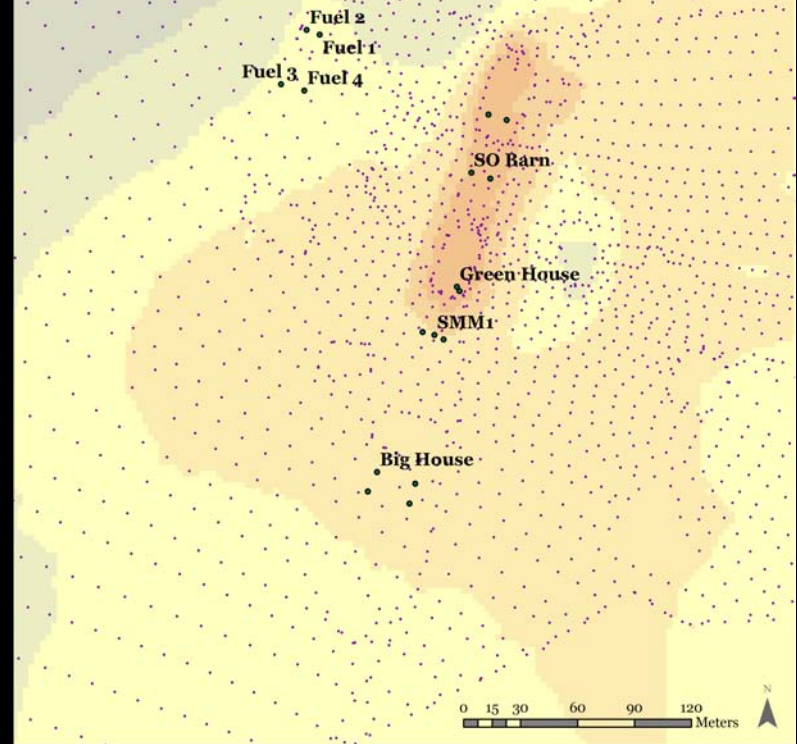 Fuel 2
Fuel 1
Fuel 3 Fuel 4
SO Barn
Green House
SMM1
Big House
N
0 15 30 60 90 120
Meters